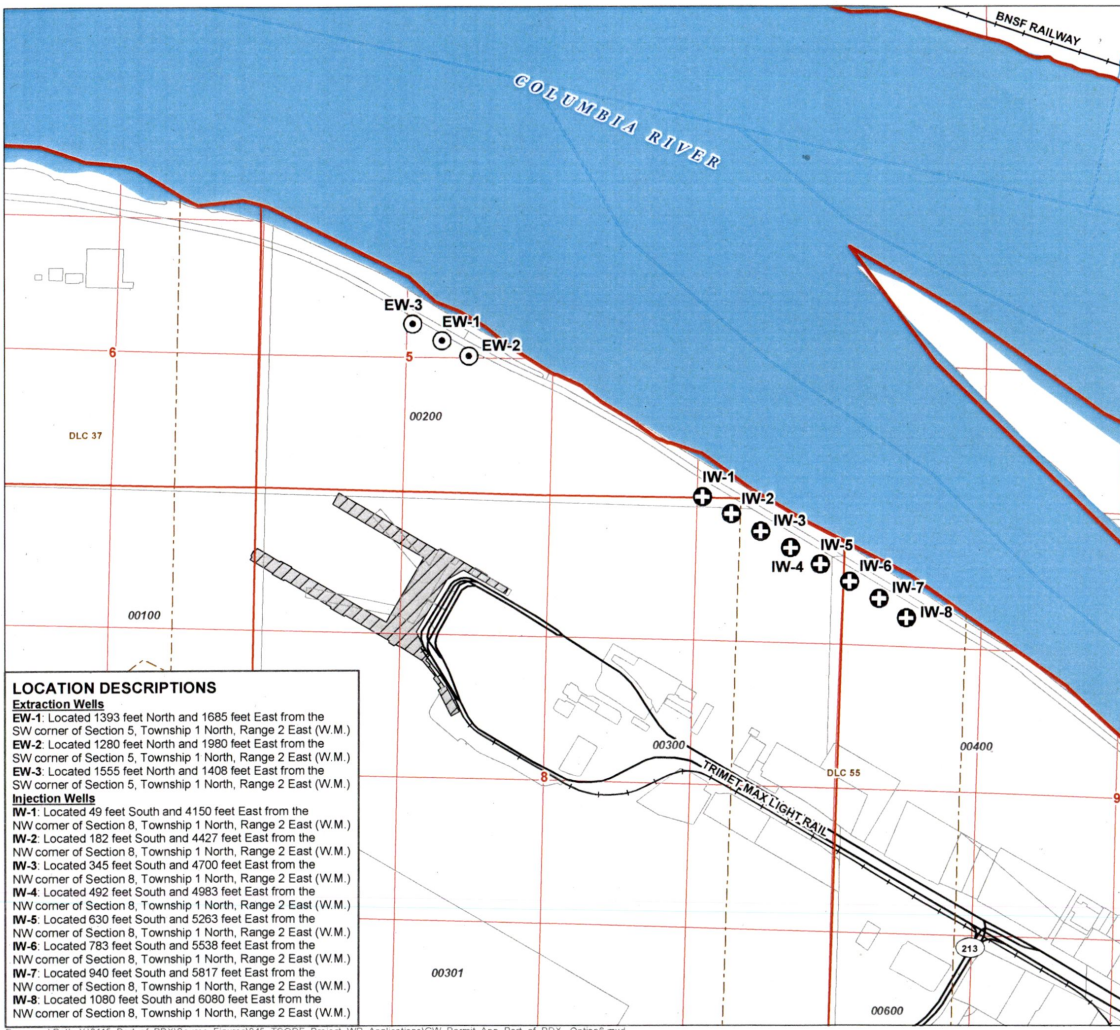 BNSF RAILWAY
COLUMBIA RIVER
EW-3
EW-1
EW-2
6
5
00200
DLC 37
IW-1
IW-2
IW-3
IW-5
IW-4
IW-6
IW-7
IW-8
00100
00300
00400
TRIMET MAX LIGHT RAIL
DLC 55
8
9
213
00301
00600
LOCATION DESCRIPTIONS
Extraction Wells
EW-1: Located 1393 feet North and 1685 feet East from the
SW corner of Section 5, Township 1 North, Range 2 East (W.M.)
EW-2: Located 1280 feet North and 1980 feet East from the
SW corner of Section 5, Township 1 North, Range 2 East (W.M.)
EW-3: Located 1555 feet North and 1408 feet East from the
SW corner of Section 5, Township 1 North, Range 2 East (W.M.)
Injection Wells
IW-1: Located 49 feet South and 4150 feet East from the
NW corner of Section 8, Township 1 North, Range 2 East (W.M.)
IW-2: Located 182 feet South and 4427 feet East from the
NW corner of Section 8, Township 1 North, Range 2 East (W.M.)
IW-3: Located 345 feet South and 4700 feet East from the
NW corner of Section 8, Township 1 North, Range 2 East (W.M.)
IW-4: Located 492 feet South and 4983 feet East from the
NW corner of Section 8, Township 1 North, Range 2 East (W.M.)
IW-5: Located 630 feet South and 5263 feet East from the
NW corner of Section 8, Township 1 North, Range 2 East (W.M.)
IW-6: Located 783 feet South and 5538 feet East from the
NW corner of Section 8, Township 1 North, Range 2 East (W.M.)
IW-7: Located 940 feet South and 5817 feet East from the
NW corner of Section 8, Township 1 North, Range 2 East (W.M.)
IW-8: Located 1080 feet South and 6080 feet East from the
NW corner of Section 8, Township 1 North, Range 2 East (W.M.)